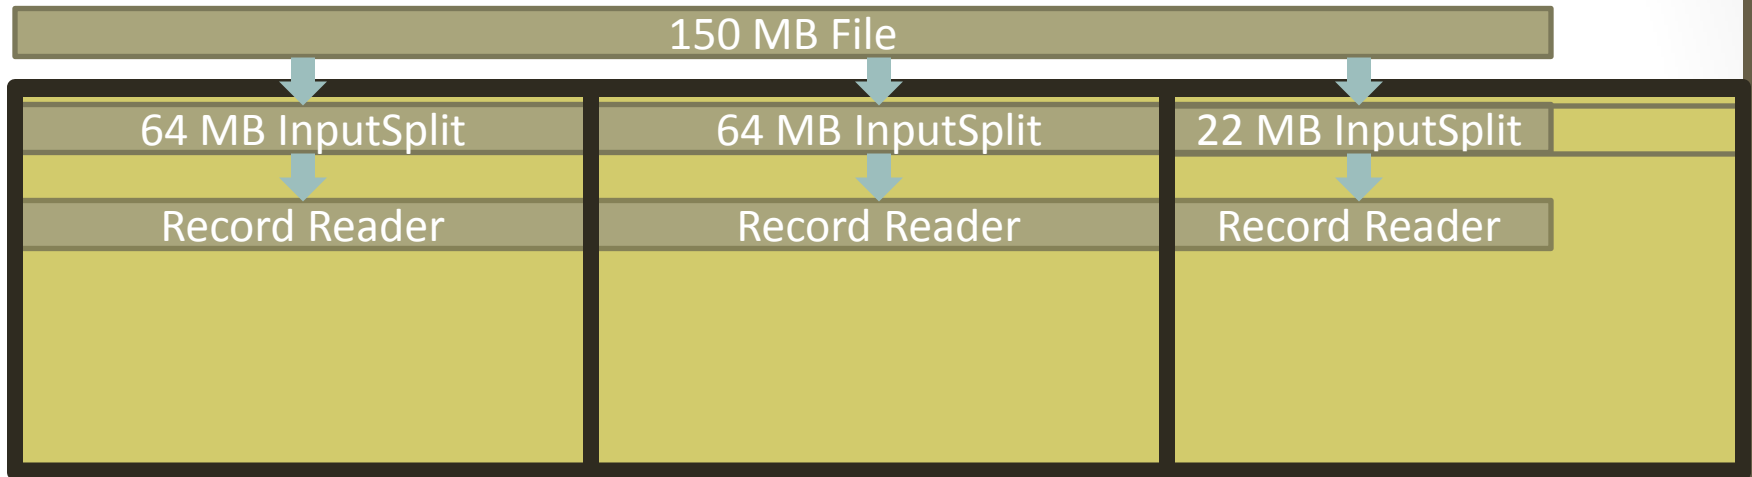 150 MB File
64 MB InputSplit
64 MB InputSplit
22 MB InputSplit
Record Reader
Record Reader
Record Reader